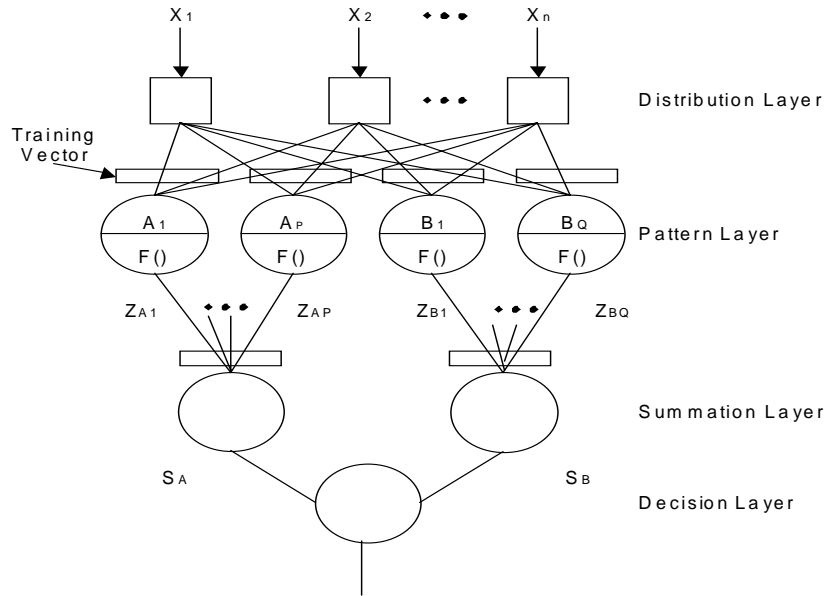 X1 X2 Xn
Distribution Layer
Training
Vector
A1 AP B1 BQ
Pattern Layer
F() F() F() F()
ZA1 ZAP ZB1 ZBQ
Summation Layer
SA SB
Decision Layer